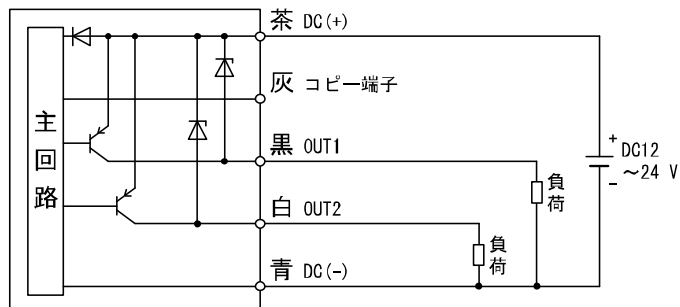 茶 DC(+)
灰 コピー端子
主回路
黒 OUT1
+
DC12
～24 V
−
負荷
白 OUT2
負荷
青 DC(−)